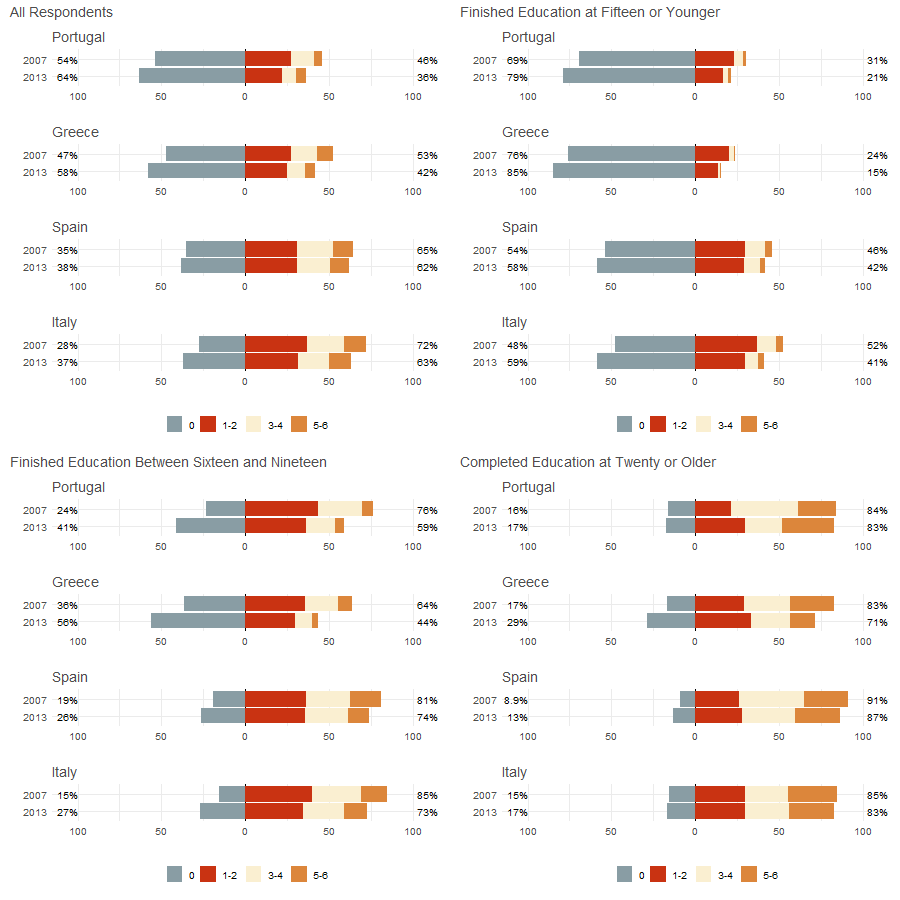 All Respondents
Portugal
2007 54% 46%
2013 64% 36%
100 50 0 50 100
Greece
2007 47% 53%
2013 58% 42%
100 50 0 50 100
Spain
2007 35% 65%
2013 38% 62%
100 50 0 50 100
Italy
2007 28% 72%
2013 37% 63%
100 50 0 50 100
0 1-2 3-4 5-6
Finished Education at Fifteen or Younger
Portugal
2007 69% 31%
2013 79% 21%
100 50 0 50 100
Greece
2007 76% 24%
2013 85% 15%
100 50 0 50 100
Spain
2007 54% 46%
2013 58% 42%
100 50 0 50 100
Italy
2007 48% 52%
2013 59% 41%
100 50 0 50 100
0 1-2 3-4 5-6
Finished Education Between Sixteen and Nineteen
Portugal
2007 24% 76%
2013 41% 59%
100 50 0 50 100
Greece
2007 36% 64%
2013 56% 44%
100 50 0 50 100
Spain
2007 19% 81%
2013 26% 74%
100 50 0 50 100
Italy
2007 15% 85%
2013 27% 73%
100 50 0 50 100
0 1-2 3-4 5-6
Completed Education at Twenty or Older
Portugal
2007 16% 84%
2013 17% 83%
100 50 0 50 100
Greece
2007 17% 83%
2013 29% 71%
100 50 0 50 100
Spain
2007 8.9% 91%
2013 13% 87%
100 50 0 50 100
Italy
2007 15% 85%
2013 17% 83%
100 50 0 50 100
0 1-2 3-4 5-6